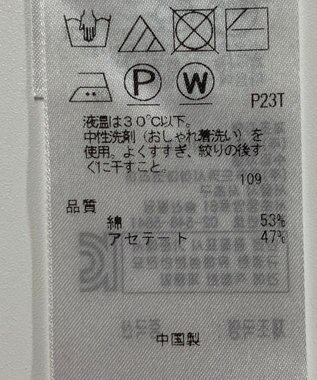 P W
P23T
液温は30℃以下。
中性洗剤（おしゃれ着洗い）を
使用。よくすすぎ、絞りの後す
ぐに干すこと。
109
品質
綿 53%
アセテート 47%
中国製